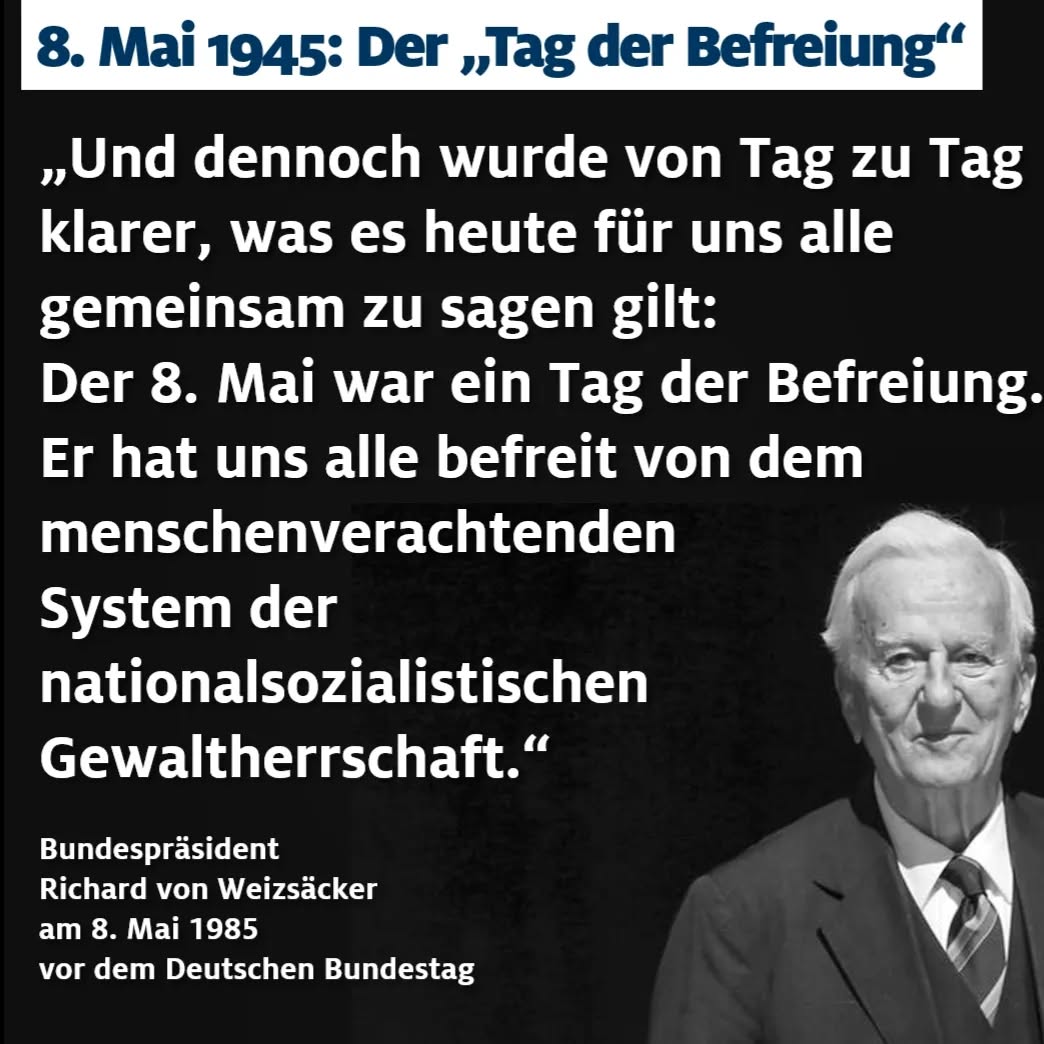 8. Mai 1945: Der „Tag der Befreiung“
„Und dennoch wurde von Tag zu Tag
klarer, was es heute für uns alle
gemeinsam zu sagen gilt:
Der 8. Mai war ein Tag der Befreiung.
Er hat uns alle befreit von dem
menschenverachtenden
System der
nationalsozialistischen
Gewaltherrschaft.“
Bundespräsident
Richard von Weizsäcker
am 8. Mai 1985
vor dem Deutschen Bundestag